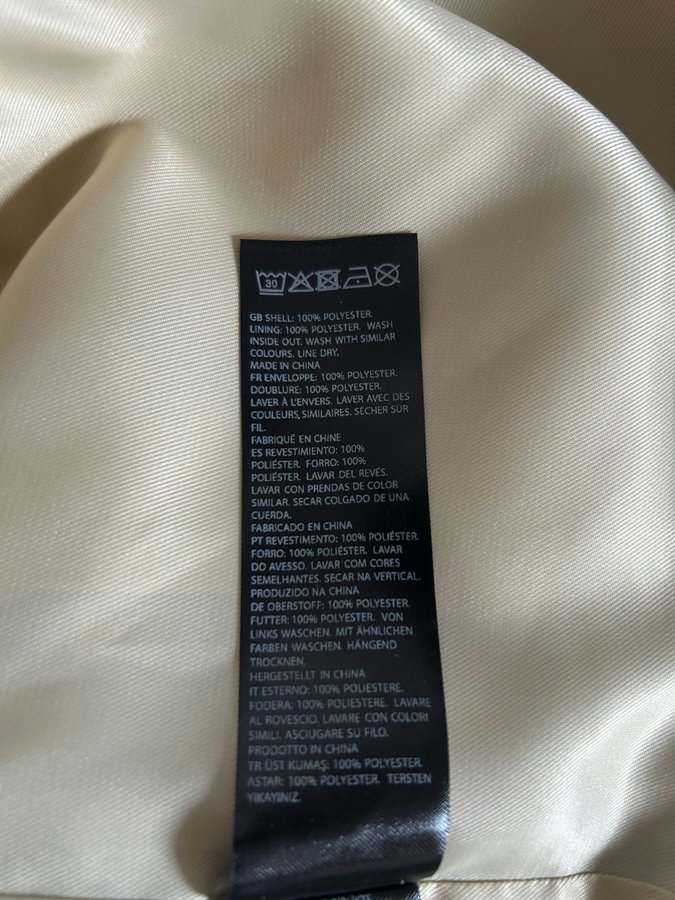 30
GB SHELL: 100% POLYESTER.
LINING: 100% POLYESTER. WASH
INSIDE OUT. WASH WITH SIMILAR
COLOURS. LINE DRY.
MADE IN CHINA
FR ENVELOPPE: 100% POLYESTER.
DOUBLURE: 100% POLYESTER.
LAVER À L'ENVERS. LAVER AVEC DES
COULEURS, SIMILAIRES. SÉCHER SUR
FIL.
FABRIQUÉ EN CHINE
ES REVESTIMIENTO: 100%
POLIÉSTER. FORRO: 100%
POLIÉSTER. LAVAR DEL REVÉS.
LAVAR CON PRENDAS DE COLOR
SIMILAR. SECAR COLGADO DE UNA
CUERDA.
FABRICADO EN CHINA
PT REVESTIMENTO: 100% POLIÉSTER.
FORRO: 100% POLIÉSTER. LAVAR
DO AVESSO. LAVAR COM CORES
SEMELHANTES. SECAR NA VERTICAL.
PRODUZIDO NA CHINA
DE OBERSTOFF: 100% POLYESTER.
FUTTER: 100% POLYESTER. VON
LINKS WASCHEN. MIT ÄHNLICHEN
FARBEN WASCHEN. HÄNGEND
TROCKNEN.
HERGESTELLT IN CHINA
IT ESTERNO: 100% POLIESTERE.
FODERA: 100% POLIESTERE. LAVARE
AL ROVESCIO. LAVARE CON COLORI
SIMILI. ASCIUGARE SU FILO.
PRODOTTO IN CHINA
TR ÜST KUMAŞ: 100% POLYESTER.
ASTAR: 100% POLYESTER. TERSTEN
YIKAYINIZ.